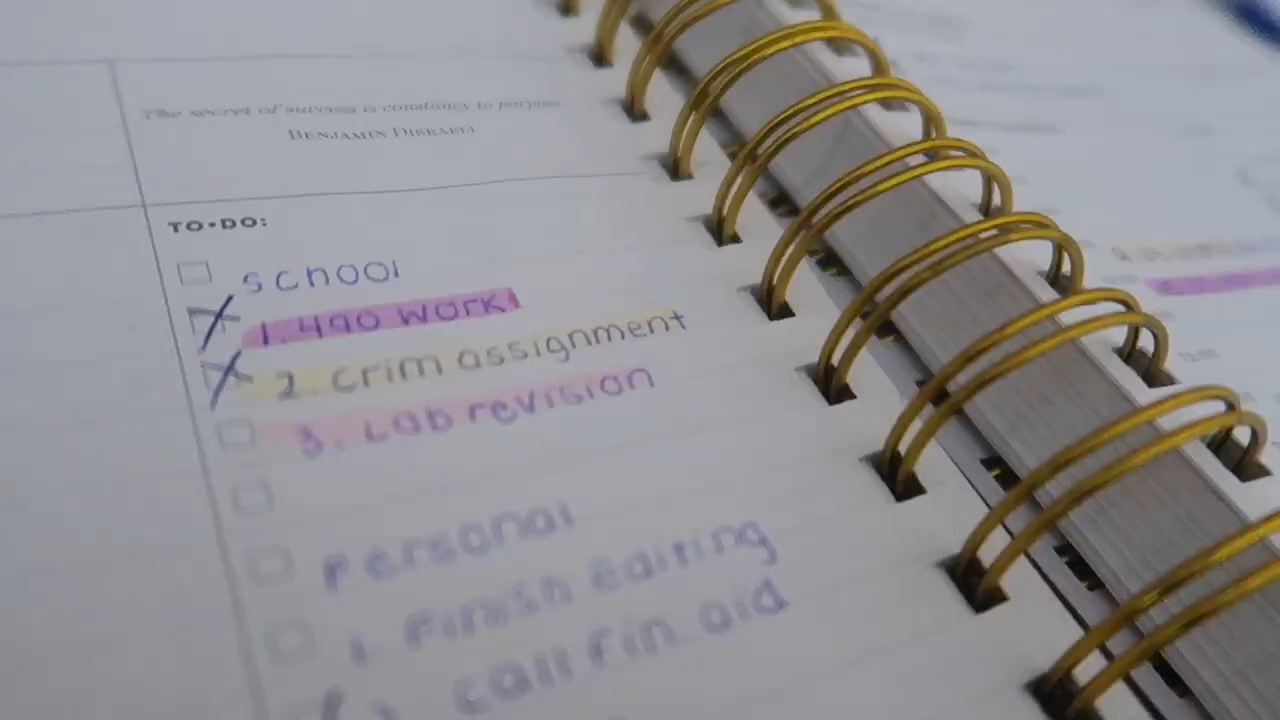 The secret of success is constancy to purpose
BENJAMIN DISRAELI
TO•DO:
school
1. 490 work
2. crim assignment
3. Lab revision
personal
1. Finish editing
call fin aid